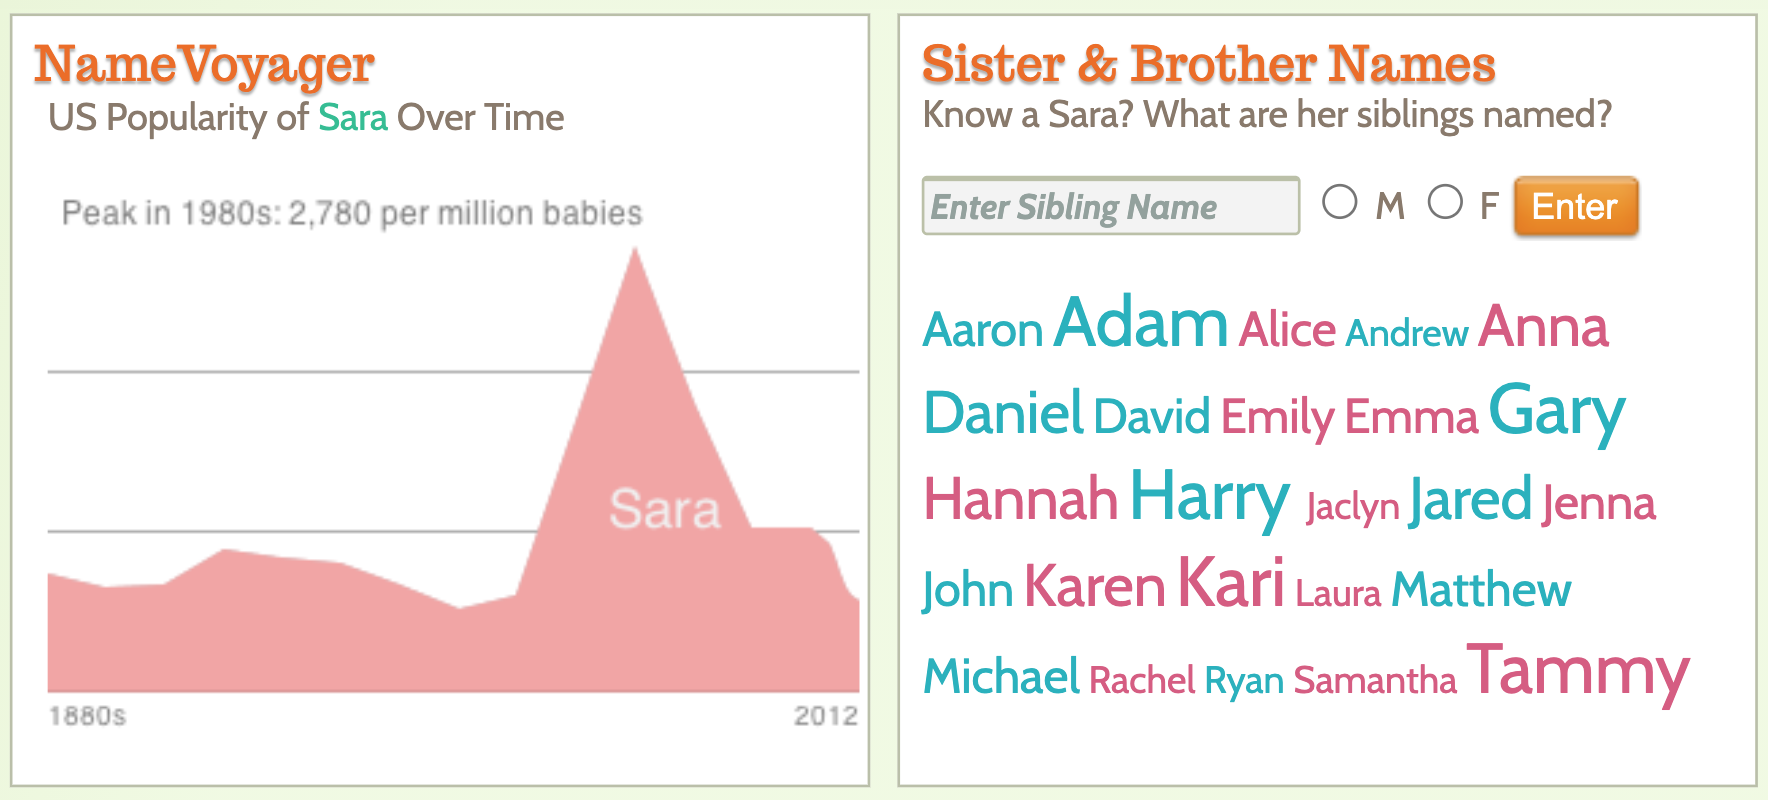 NameVoyager
US Popularity of Sara Over Time
Peak in 1980s: 2,780 per million babies
Sara
1880s 2012
Sister & Brother Names
Know a Sara? What are her siblings named?
Enter Sibling Name M F Enter
Aaron Adam Alice Andrew Anna
Daniel David Emily Emma Gary
Hannah Harry Jaclyn Jared Jenna
John Karen Kari Laura Matthew
Michael Rachel Ryan Samantha Tammy